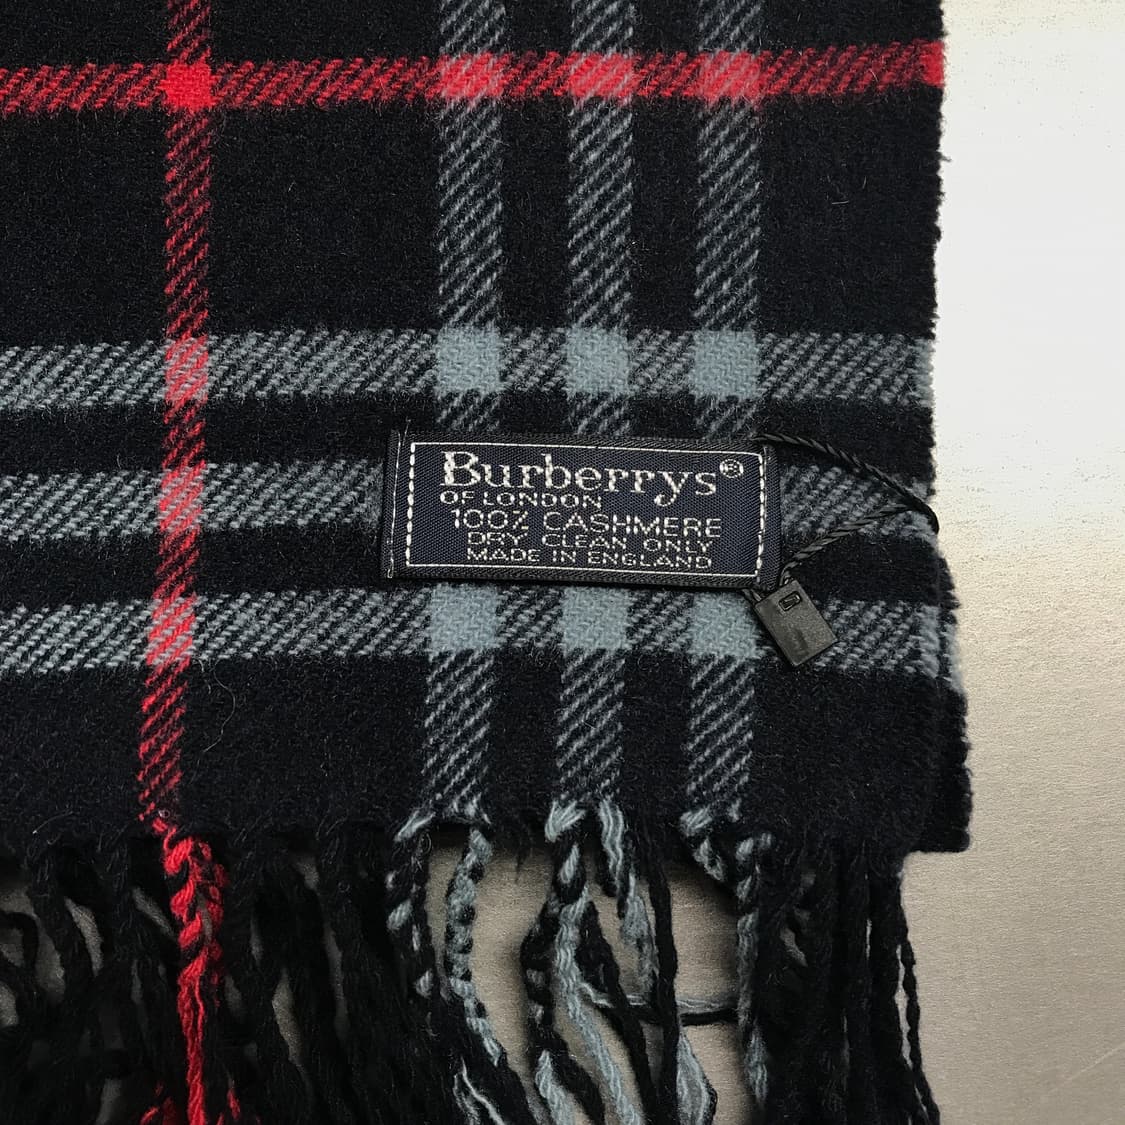 Burberrys®
OF LONDON
100% CASHMERE
DRY CLEAN ONLY
MADE IN ENGLAND